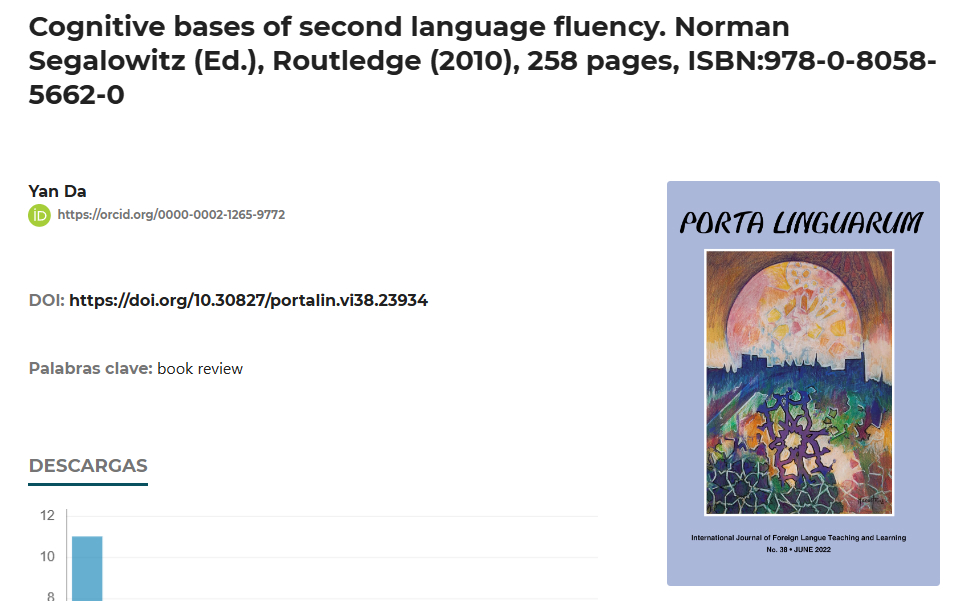 Cognitive bases of second language fluency. Norman
Segalowitz (Ed.), Routledge (2010), 258 pages, ISBN:978-0-8058-
5662-0
Yan Da
iD https://orcid.org/0000-0002-1265-9772
DOI: https://doi.org/10.30827/portalin.vi38.23934
Palabras clave: book review
DESCARGAS
12
10
8
PORTA LINGUARUM
International Journal of Foreign Langue Teaching and Learning
No. 38 • JUNE 2022